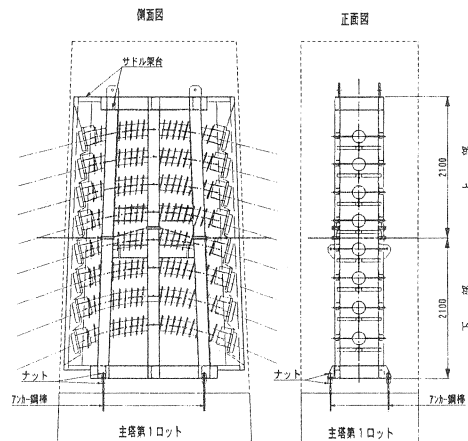 側面図
正面図
サドル架台
2100
上
2100
下
ナット
ナット
アンカー鋼棒
アンカー鋼棒
主塔第1ロット
主塔第1ロット